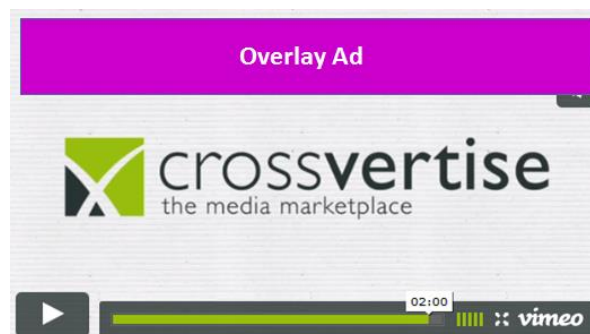 Overlay Ad
crossvertise
the media marketplace
02:00
vimeo